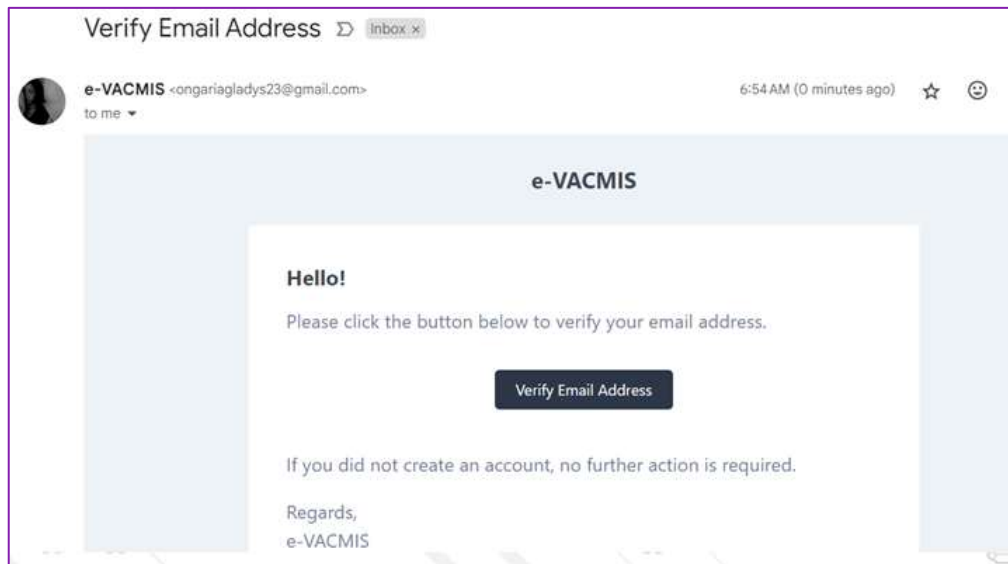 Verify Email Address Inbox ×
e-VACMIS <ongariagladys23@gmail.com> 6:54 AM (0 minutes ago)
to me
e-VACMIS
Hello!
Please click the button below to verify your email address.
Verify Email Address
If you did not create an account, no further action is required.
Regards,
e-VACMIS